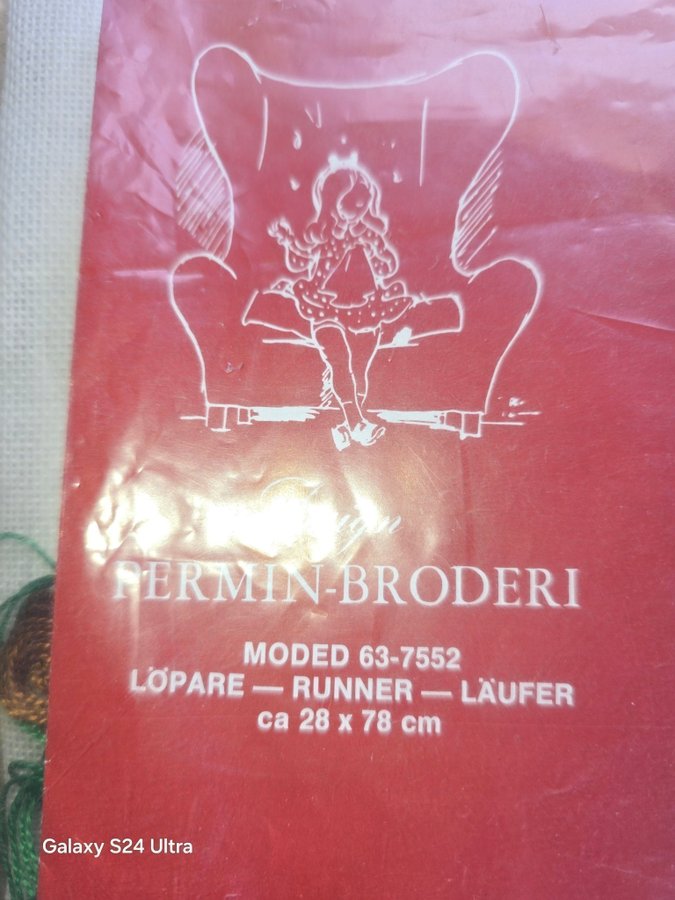 PERMIN-BRODERI
MODED 63-7552
LÖPARE — RUNNER — LÄUFER
ca 28 x 78 cm
Galaxy S24 Ultra